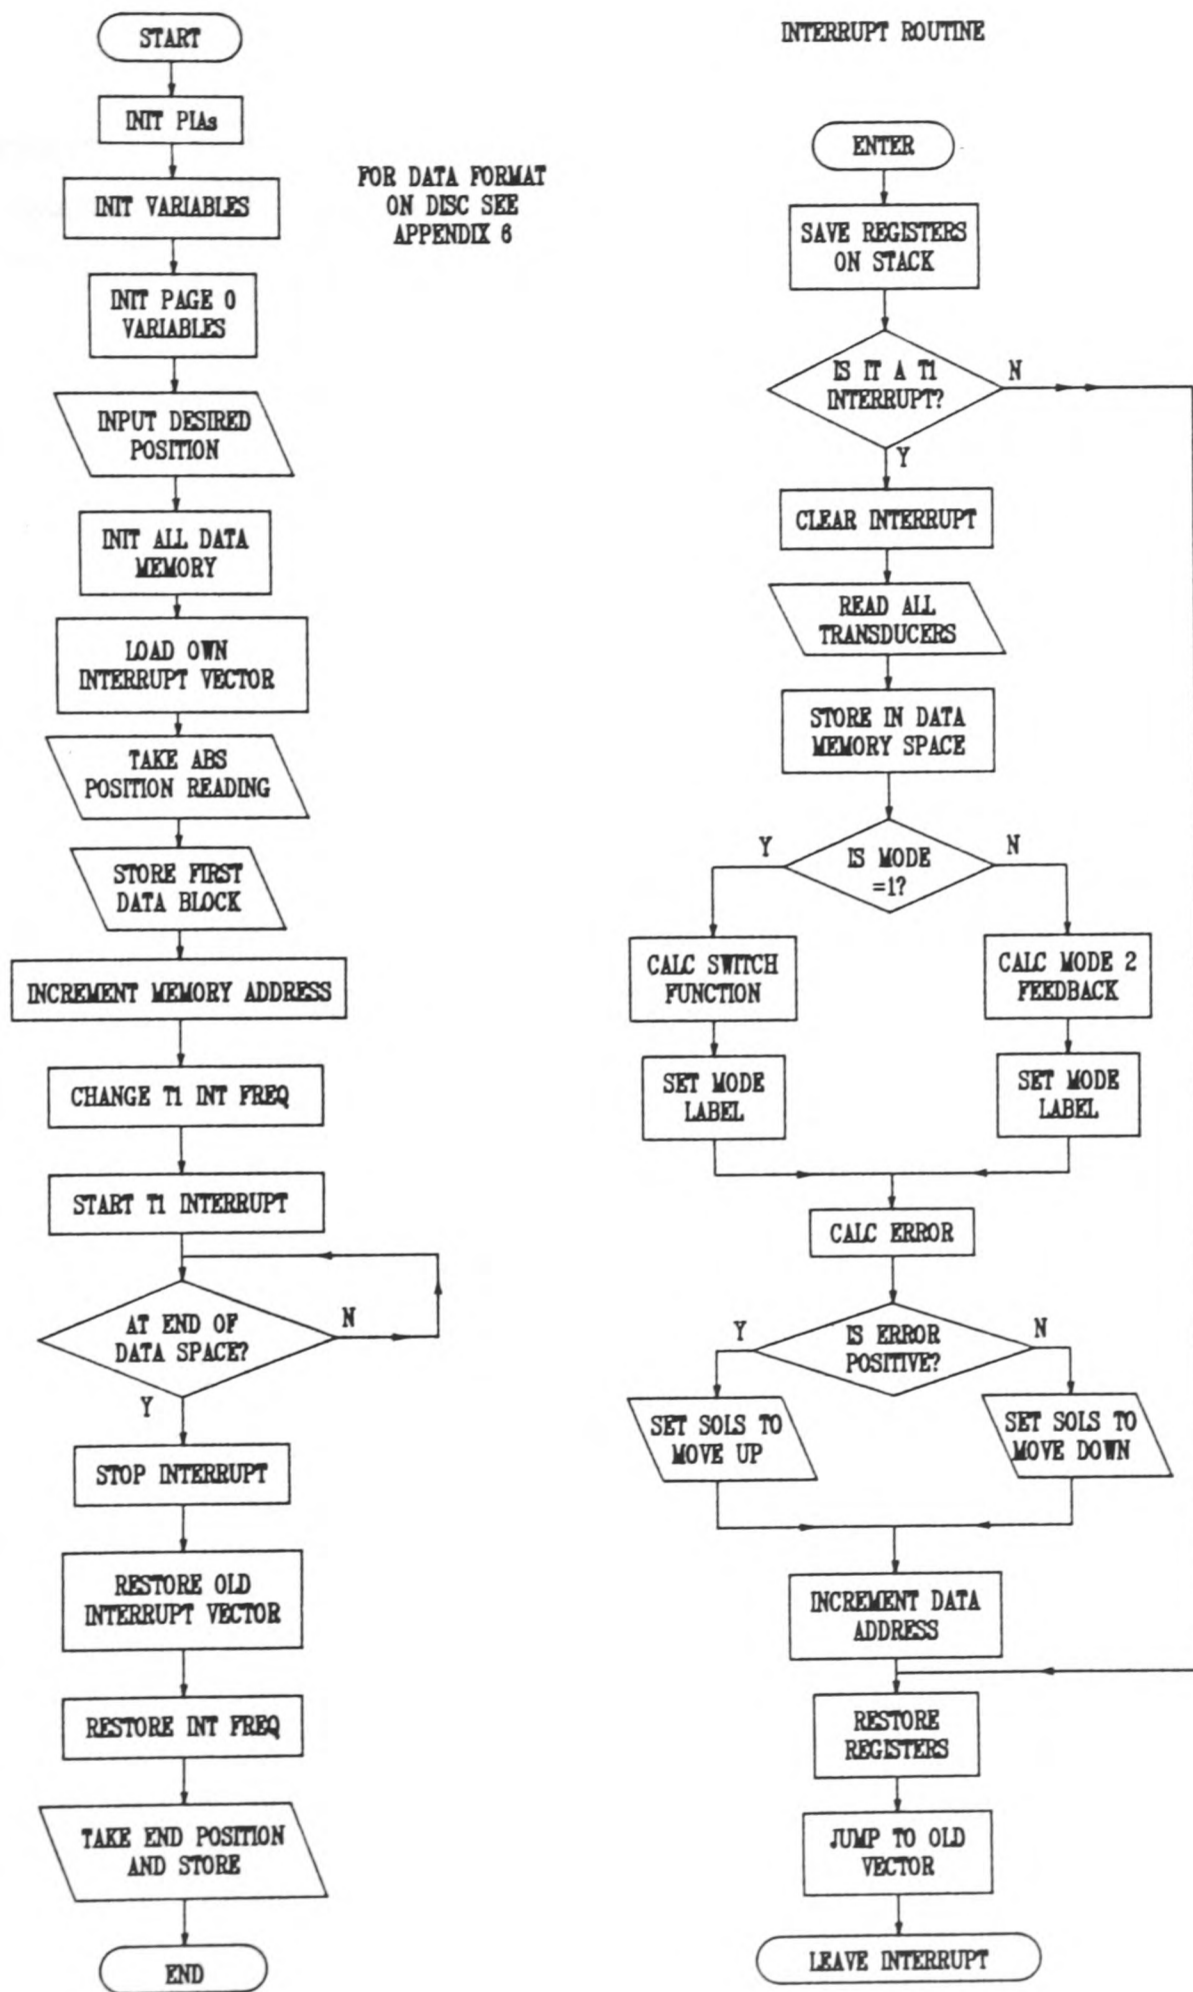 START
INIT PIAs
INIT VARIABLES
INIT PAGE 0
VARIABLES
INPUT DESIRED
POSITION
INIT ALL DATA
MEMORY
LOAD OWN
INTERRUPT VECTOR
TAKE ABS
POSITION READING
STORE FIRST
DATA BLOCK
INCREMENT MEMORY ADDRESS
CHANGE T1 INT FREQ
START T1 INTERRUPT
AT END OF
DATA SPACE?
N
Y
STOP INTERRUPT
RESTORE OLD
INTERRUPT VECTOR
RESTORE INT FREQ
TAKE END POSITION
AND STORE
END
FOR DATA FORMAT
ON DISC SEE
APPENDIX 6
INTERRUPT ROUTINE
ENTER
SAVE REGISTERS
ON STACK
IS IT A T1
INTERRUPT?
N
Y
CLEAR INTERRUPT
READ ALL
TRANSDUCERS
STORE IN DATA
MEMORY SPACE
IS MODE
=1?
Y
N
CALC SWITCH
FUNCTION
CALC MODE 2
FEEDBACK
SET MODE
LABEL
SET MODE
LABEL
CALC ERROR
IS ERROR
POSITIVE?
Y
N
SET SOLS TO
MOVE UP
SET SOLS TO
MOVE DOWN
INCREMENT DATA
ADDRESS
RESTORE
REGISTERS
JUMP TO OLD
VECTOR
LEAVE INTERRUPT